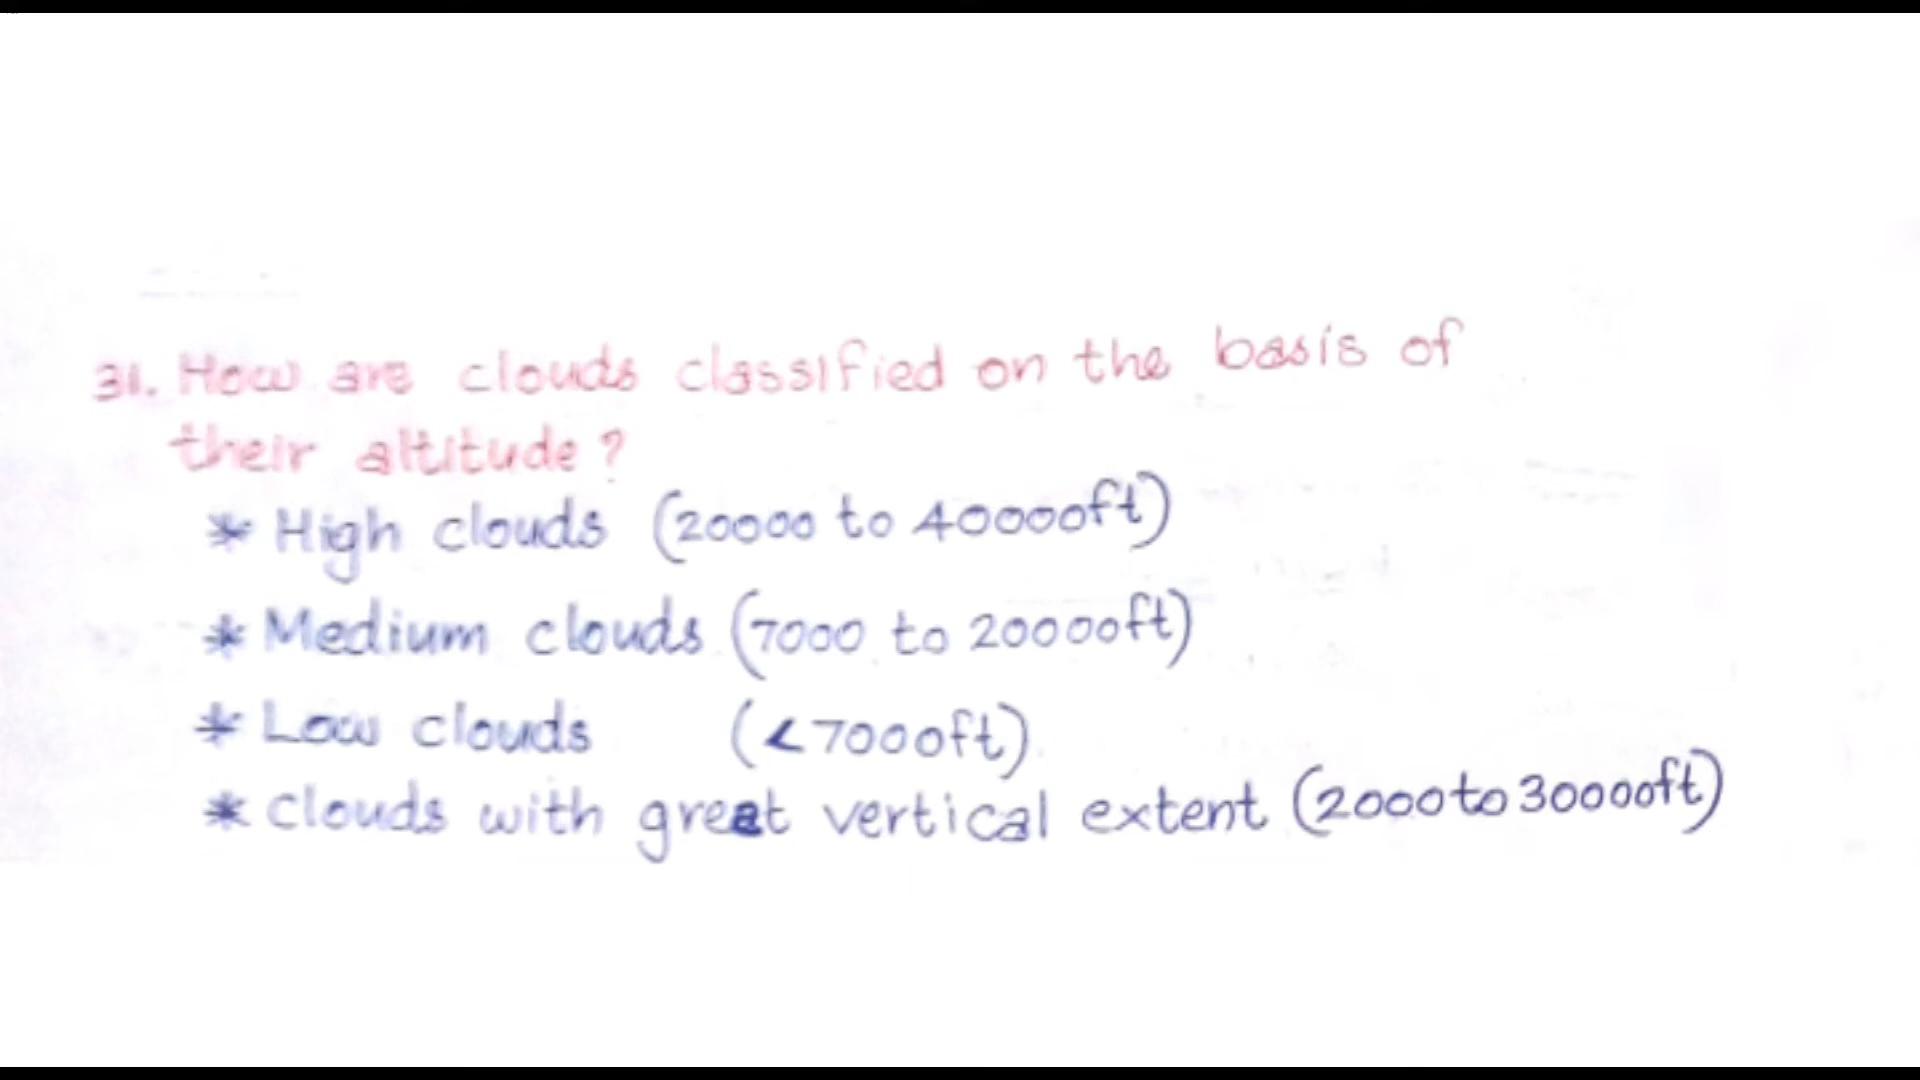 31. How are clouds classified on the basis of
their altitude?
* High clouds (20000 to 40000ft)
* Medium clouds (7000 to 20000ft)
* Low clouds (<7000ft)
* Clouds with great vertical extent (2000 to 30000ft)